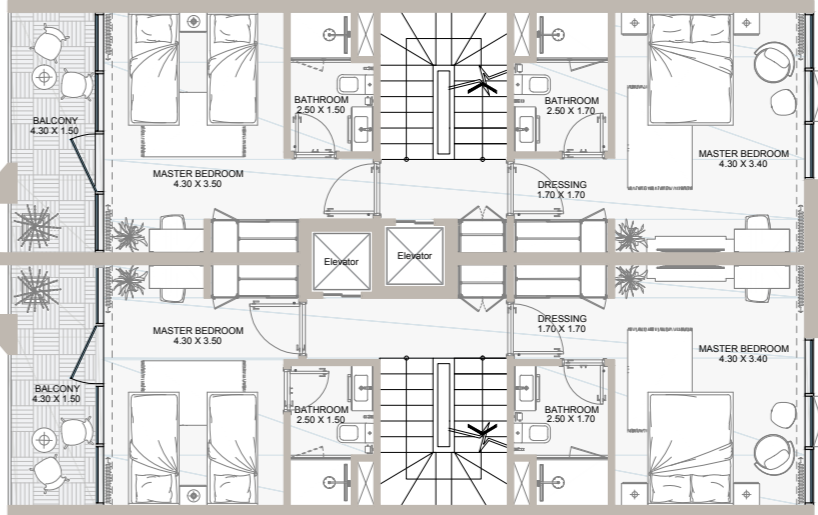 BATHROOM
2.50 X 1.50
BATHROOM
2.50 X 1.70
BALCONY
4.30 X 1.50
MASTER BEDROOM
4.30 X 3.40
MASTER BEDROOM
4.30 X 3.50
DRESSING
1.70 X 1.70
Elevator
Elevator
MASTER BEDROOM
4.30 X 3.50
DRESSING
1.70 X 1.70
MASTER BEDROOM
4.30 X 3.40
BALCONY
4.30 X 1.50
BATHROOM
2.50 X 1.50
BATHROOM
2.50 X 1.70